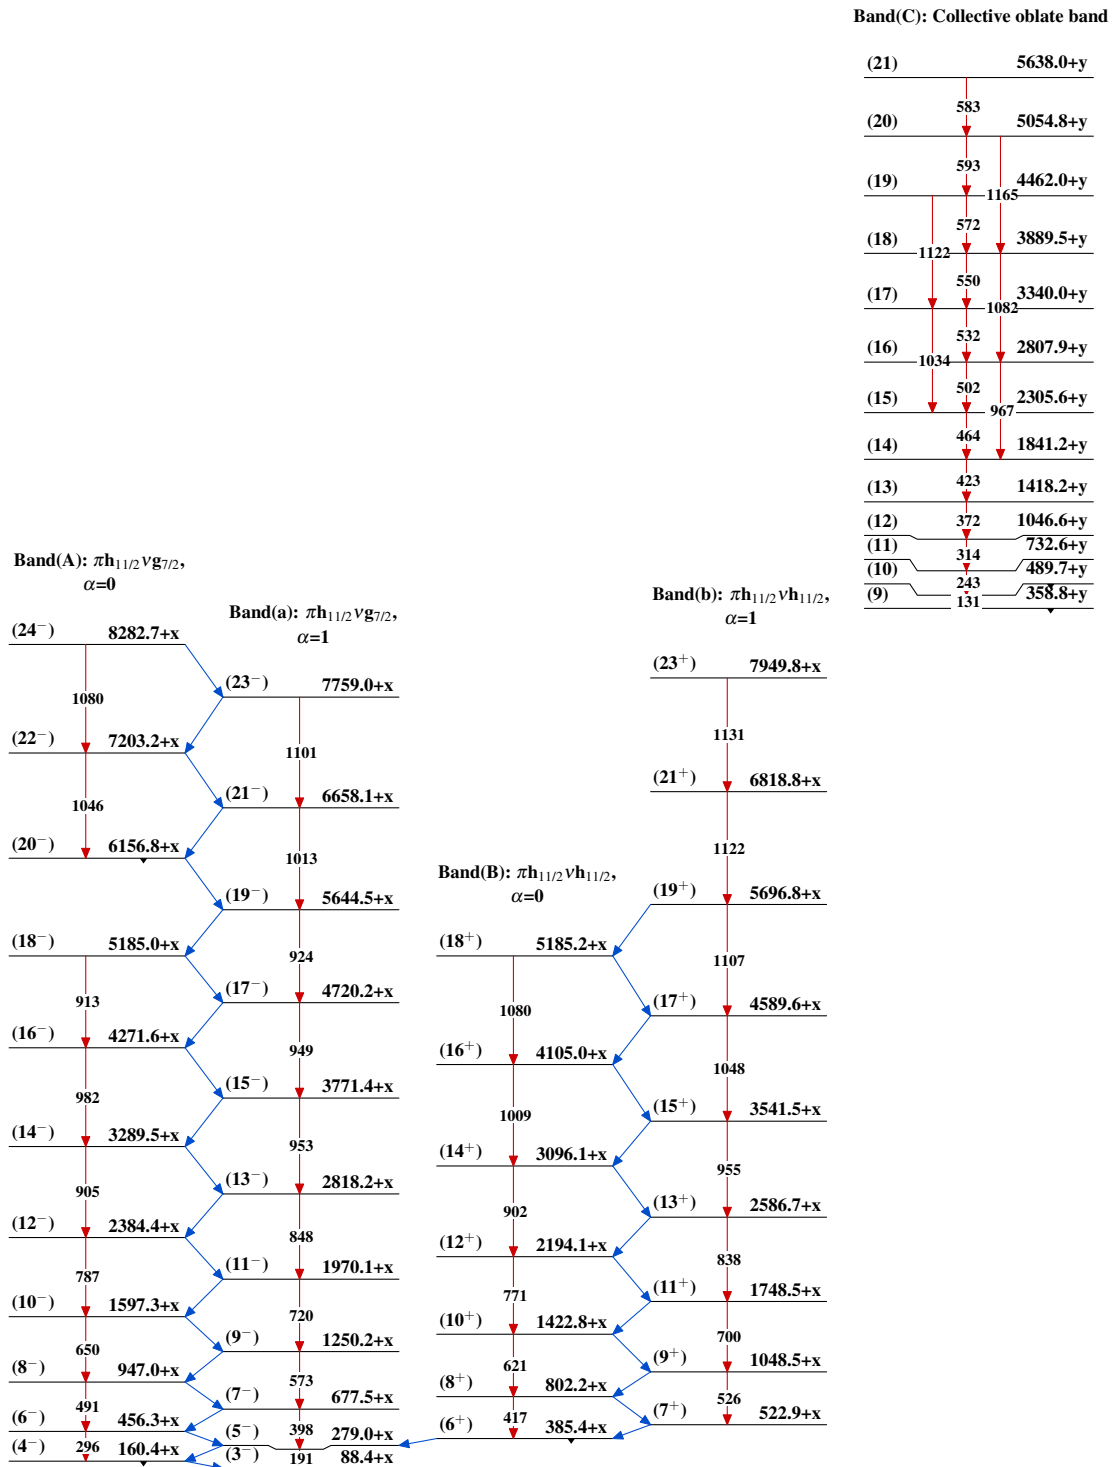 Band(C): Collective oblate band
(21) 5638.0+y
583
(20) 5054.8+y
593
(19) 4462.0+y
1165
572
(18) 3889.5+y
1122
550
(17) 3340.0+y
1082
532
(16) 2807.9+y
1034
502
(15) 2305.6+y
967
464
(14) 1841.2+y
423
(13) 1418.2+y
372
(12) 1046.6+y
314
(11) 732.6+y
243
(10) 489.7+y
131
(9) 358.8+y
Band(A): πh11/2νg7/2,
α=0
(24−) 8282.7+x
1080
(22−) 7203.2+x
1046
(20−) 6156.8+x
(18−) 5185.0+x
913
(16−) 4271.6+x
982
(14−) 3289.5+x
905
(12−) 2384.4+x
787
(10−) 1597.3+x
650
(8−) 947.0+x
491
(6−) 456.3+x
296
(4−) 160.4+x
Band(a): πh11/2νg7/2,
α=1
(23−) 7759.0+x
1101
(21−) 6658.1+x
1013
(19−) 5644.5+x
924
(17−) 4720.2+x
949
(15−) 3771.4+x
953
(13−) 2818.2+x
848
(11−) 1970.1+x
720
(9−) 1250.2+x
573
(7−) 677.5+x
398
(5−) 279.0+x
191
(3−) 88.4+x
Band(B): πh11/2νh11/2,
α=0
(18+) 5185.2+x
1080
(16+) 4105.0+x
1009
(14+) 3096.1+x
902
(12+) 2194.1+x
771
(10+) 1422.8+x
621
(8+) 802.2+x
417
(6+) 385.4+x
Band(b): πh11/2νh11/2,
α=1
(23+) 7949.8+x
1131
(21+) 6818.8+x
1122
(19+) 5696.8+x
1107
(17+) 4589.6+x
1048
(15+) 3541.5+x
955
(13+) 2586.7+x
838
(11+) 1748.5+x
700
(9+) 1048.5+x
526
(7+) 522.9+x